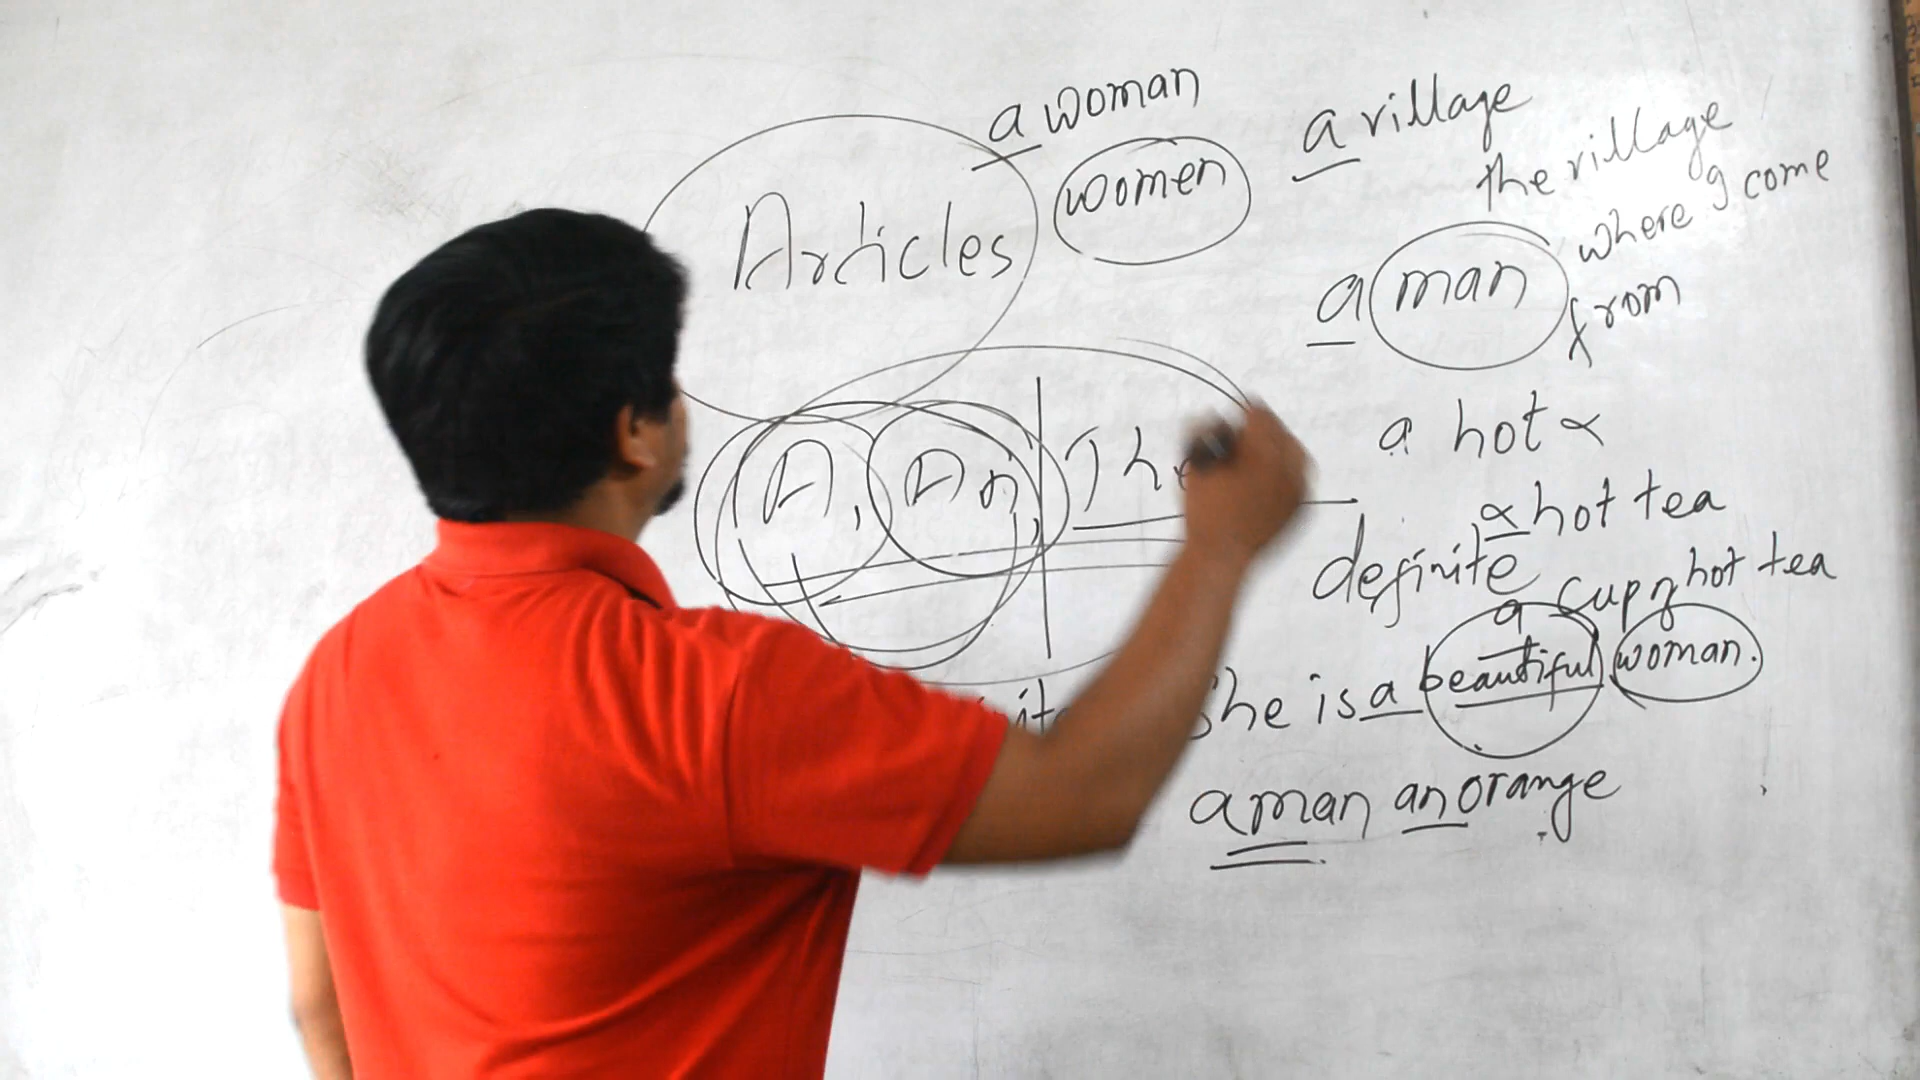 a woman
women
Articles
a village
the village
where I come
from
a man
A, An, The
a hot x
a hot tea
definite
a cup of hot tea
a
She is a beautiful woman.
a man an orange